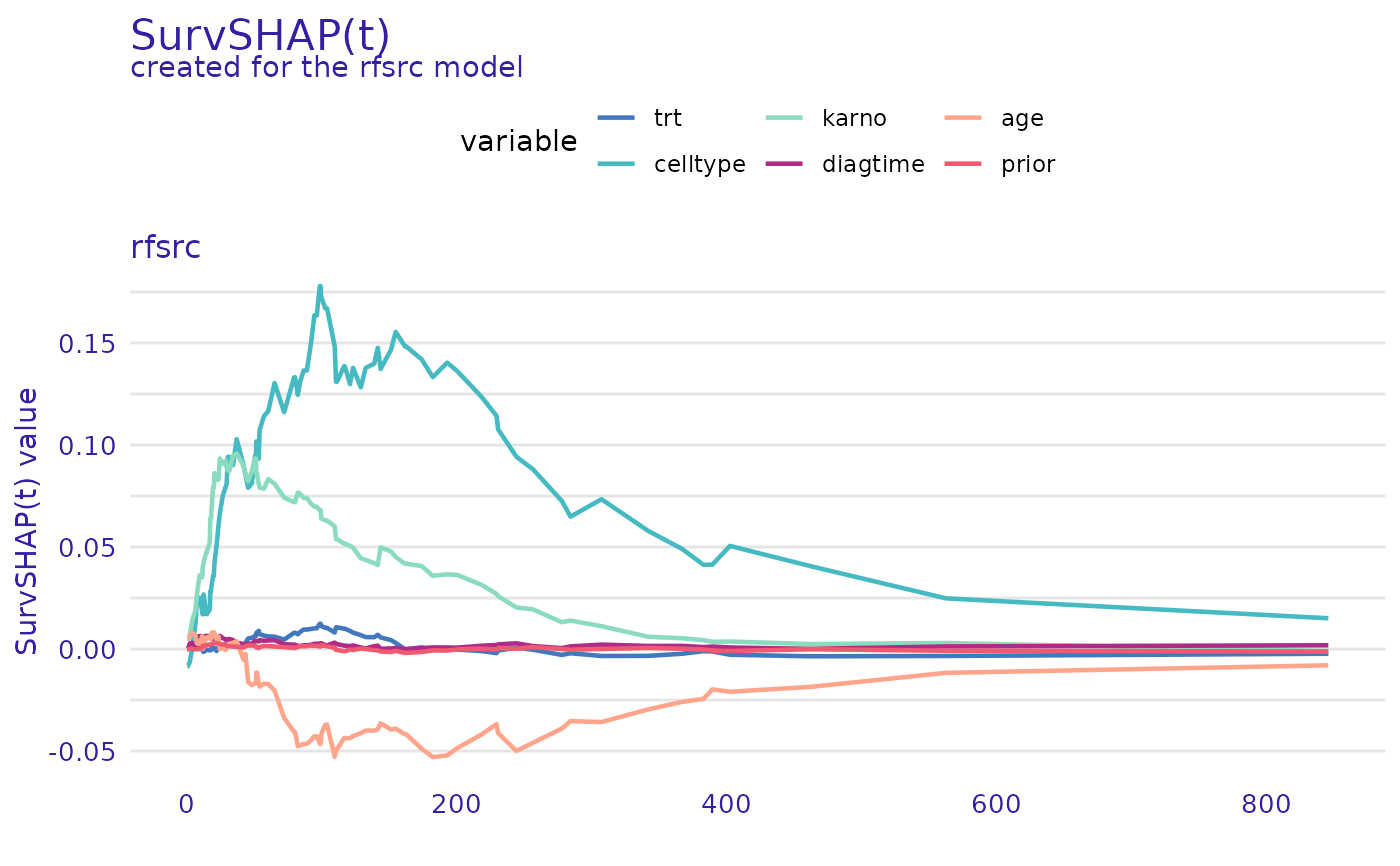 SurvSHAP(t)
created for the rfsrc model
variable
trt
karno
age
celltype
diagtime
prior
rfsrc
SurvSHAP(t) value
0.15
0.10
0.05
0.00
-0.05
0 200 400 600 800